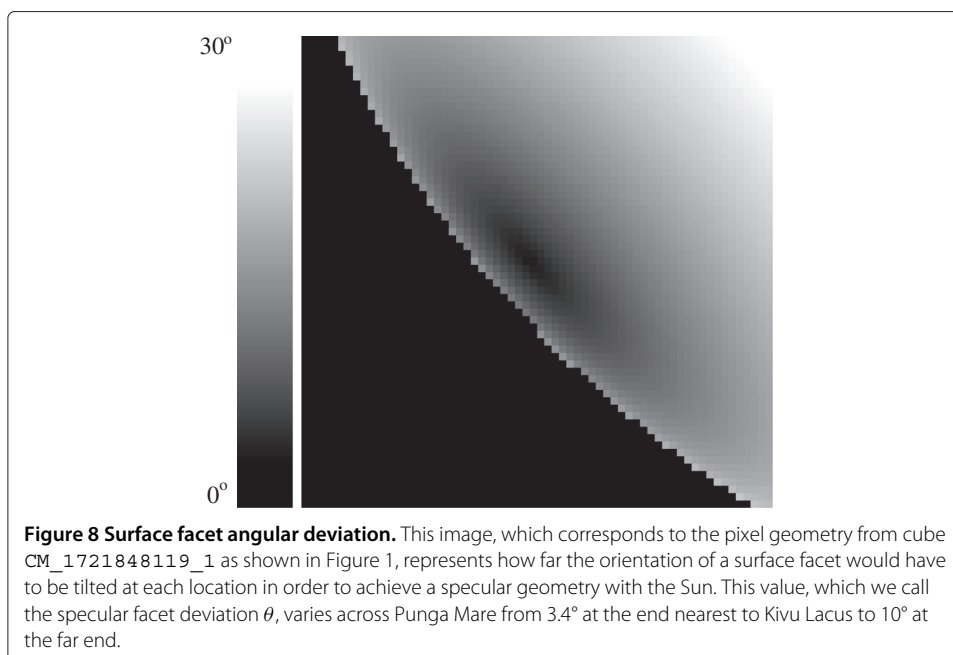 30º
0º
Figure 8 Surface facet angular deviation. This image, which corresponds to the pixel geometry from cube
CM_1721848119_1 as shown in Figure 1, represents how far the orientation of a surface facet would have
to be tilted at each location in order to achieve a specular geometry with the Sun. This value, which we call
the specular facet deviation θ, varies across Punga Mare from 3.4° at the end nearest to Kivu Lacus to 10° at
the far end.